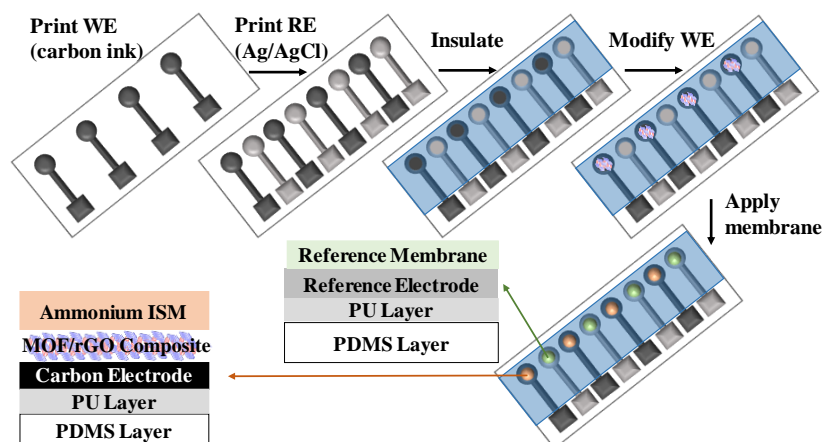 Print WE
(carbon ink)
Print RE
(Ag/AgCl)
Insulate
Modify WE
Apply
membrane
Reference Membrane
Reference Electrode
PU Layer
PDMS Layer
Ammonium ISM
MOF/rGO Composite
Carbon Electrode
PU Layer
PDMS Layer